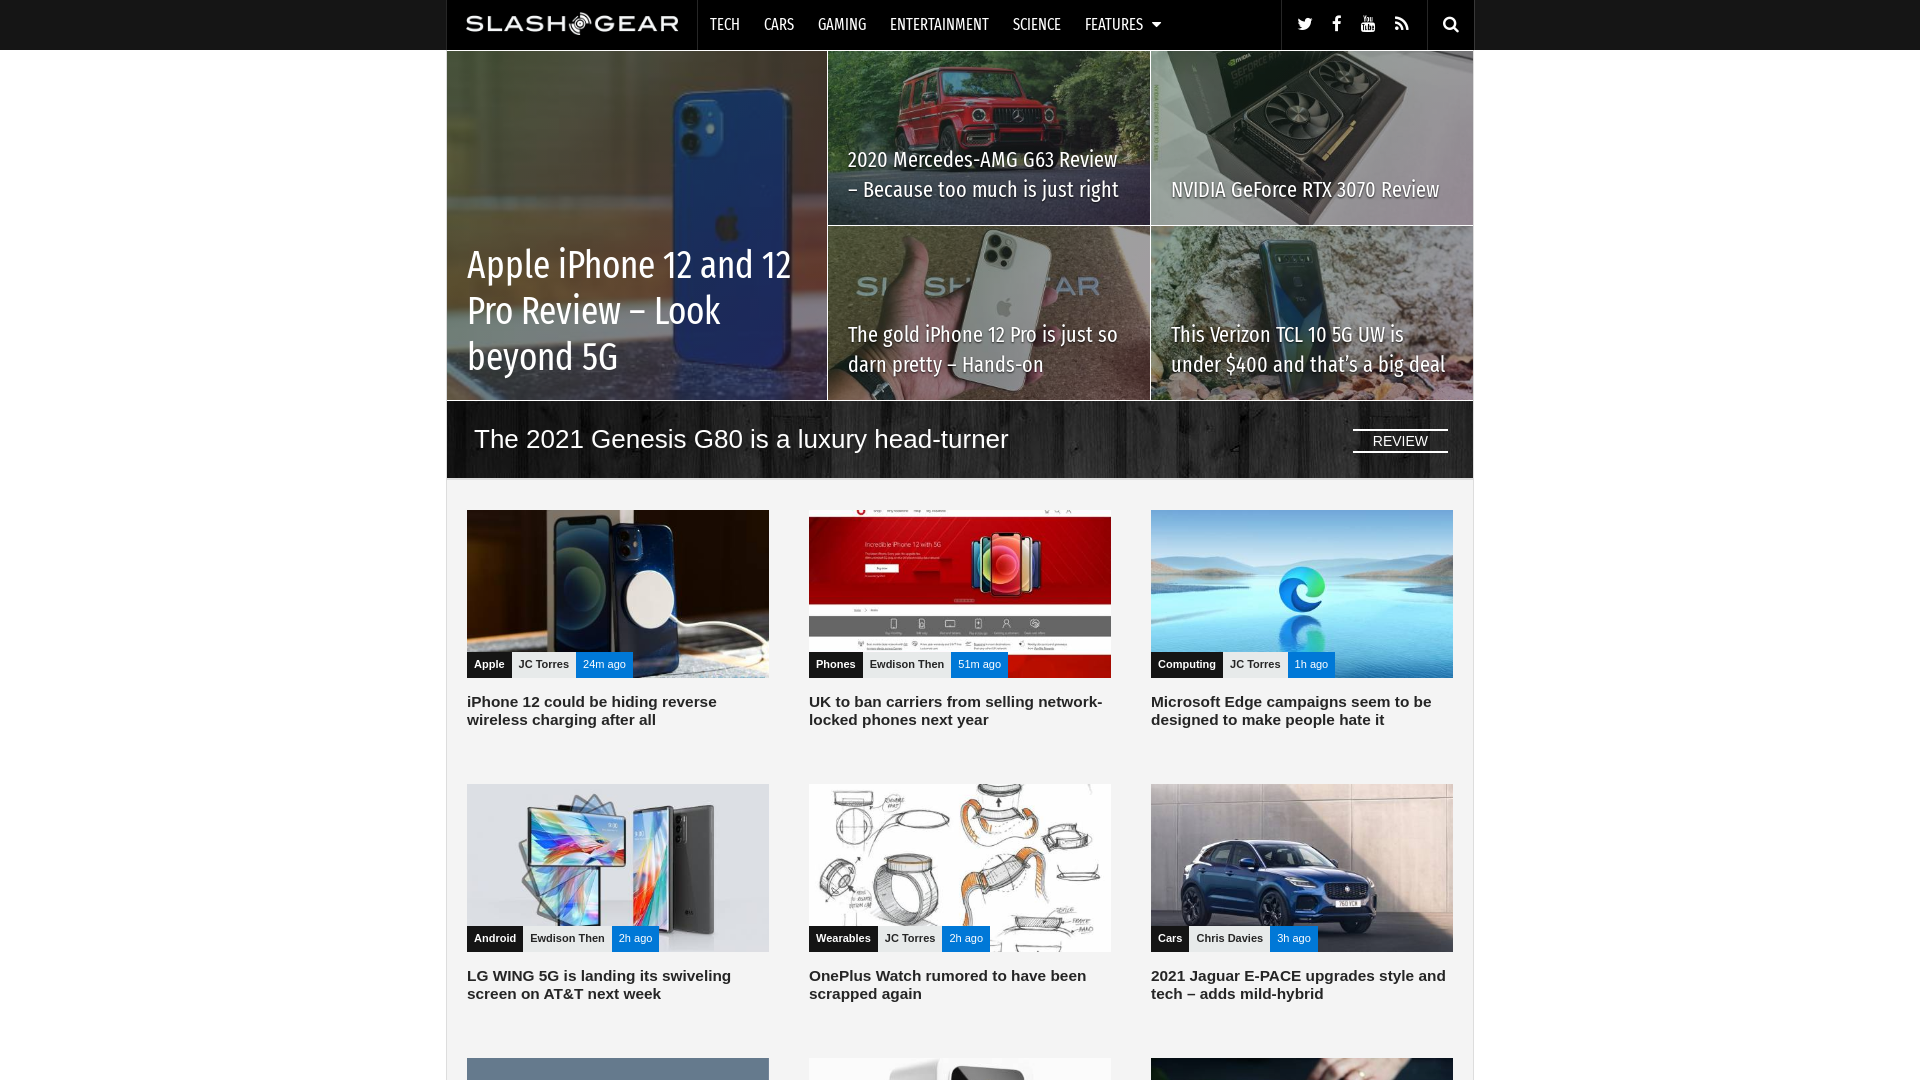 SLASHGEAR
TECH
CARS
GAMING
ENTERTAINMENT
SCIENCE
FEATURES
Apple iPhone 12 and 12
Pro Review – Look
beyond 5G
2020 Mercedes-AMG G63 Review
– Because too much is just right
NVIDIA GeForce RTX 3070 Review
The gold iPhone 12 Pro is just so
darn pretty – Hands-on
This Verizon TCL 10 5G UW is
under $400 and that’s a big deal
The 2021 Genesis G80 is a luxury head-turner
REVIEW
Apple JC Torres 24m ago
iPhone 12 could be hiding reverse
wireless charging after all
Incredible iPhone 12 with 5G
Phones Ewdison Then 51m ago
UK to ban carriers from selling network-
locked phones next year
Computing JC Torres 1h ago
Microsoft Edge campaigns seem to be
designed to make people hate it
Android Ewdison Then 2h ago
LG WING 5G is landing its swiveling
screen on AT&T next week
Wearables JC Torres 2h ago
OnePlus Watch rumored to have been
scrapped again
Cars Chris Davies 3h ago
2021 Jaguar E-PACE upgrades style and
tech – adds mild-hybrid